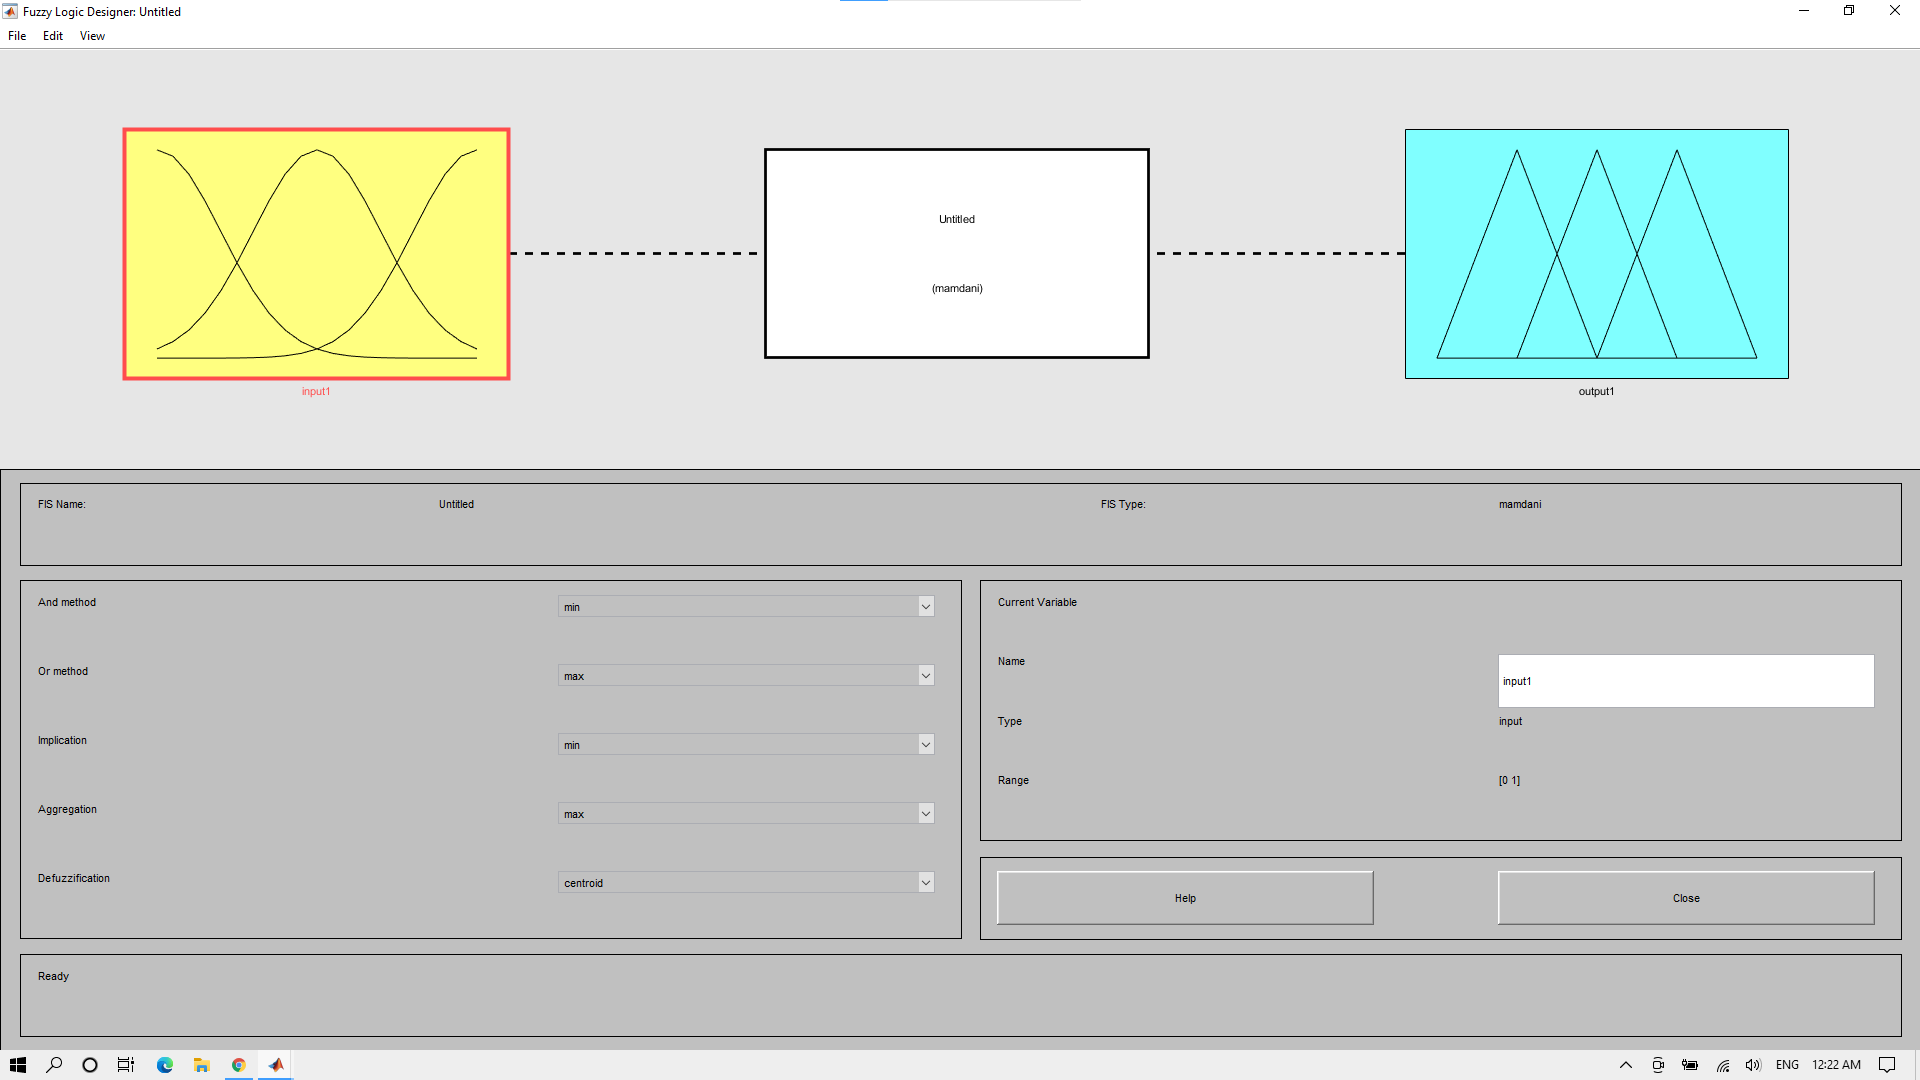 Fuzzy Logic Designer: Untitled
File Edit View
Untitled
(mamdani)
input1
output1
FIS Name: Untitled FIS Type: mamdani
And method min
Or method max
Implication min
Aggregation max
Defuzzification centroid
Current Variable
Name input1
Type input
Range [0 1]
Help Close
Ready
ENG 12:22 AM